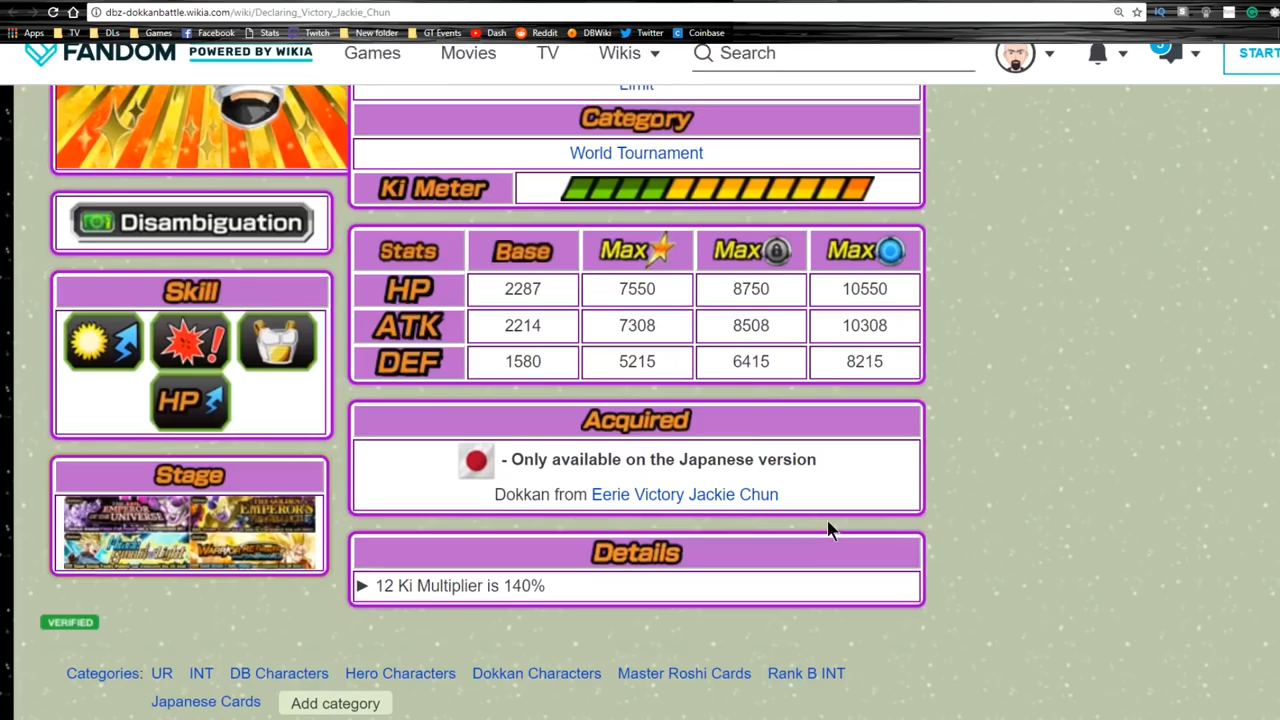 dbz-dokkanbattle.wikia.com/wiki/Declaring_Victory_Jackie_Chun
Apps TV DLs Games Facebook Stats Twitch New folder GT Events Dash Reddit DBWiki Twitter Coinbase
FANDOM POWERED BY WIKIA Games Movies TV Wikis Search START
Limit
Category
World Tournament
Ki Meter
Disambiguation
Stats Base Max Max Max
HP 2287 7550 8750 10550
ATK 2214 7308 8508 10308
DEF 1580 5215 6415 8215
Skill
HP
Acquired
- Only available on the Japanese version
Dokkan from Eerie Victory Jackie Chun
Stage
Details
► 12 Ki Multiplier is 140%
VERIFIED
Categories: UR INT DB Characters Hero Characters Dokkan Characters Master Roshi Cards Rank B INT
Japanese Cards Add category